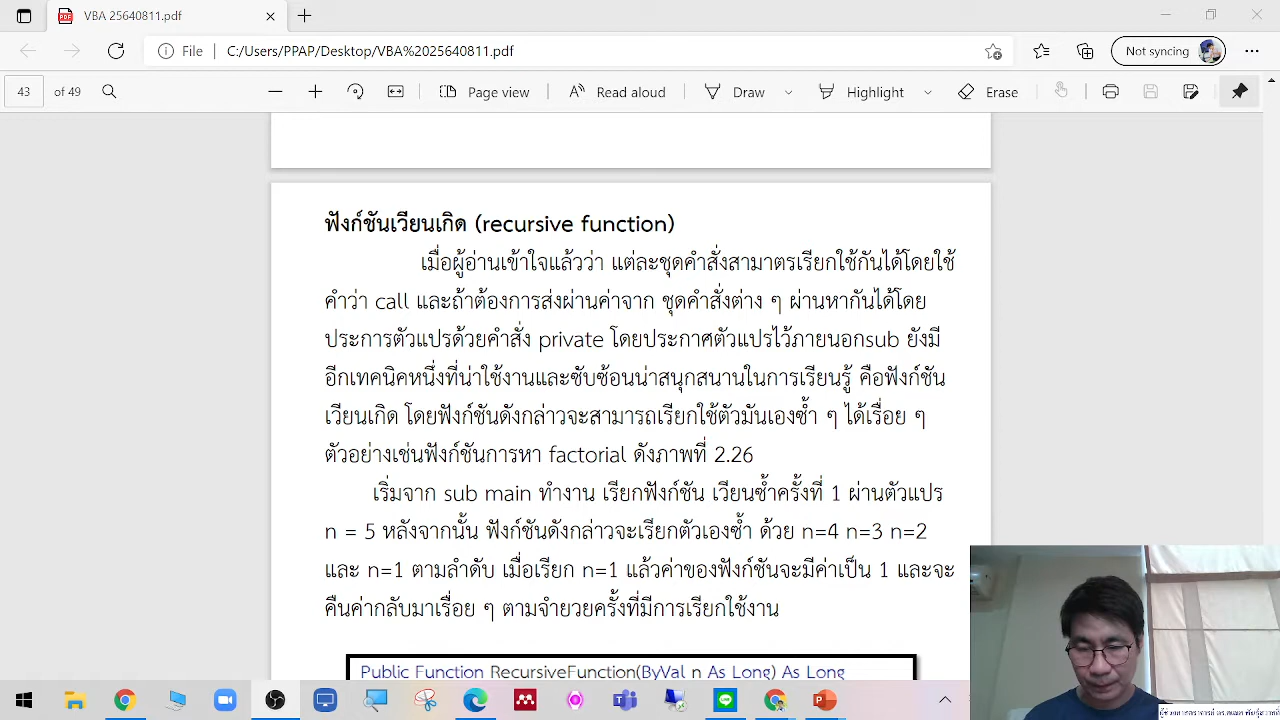 VBA 25640811.pdf
File C:/Users/PPAP/Desktop/VBA%2025640811.pdf Not syncing
43 of 49 Page view Read aloud Draw Highlight Erase
ฟังก์ชันเวียนเกิด (recursive function)
เมื่อผู้อ่านเข้าใจแล้วว่า แต่ละชุดคำสั่งสามาตรเรียกใช้กันได้โดยใช้
คำว่า call และถ้าต้องการส่งผ่านค่าจาก ชุดคำสั่งต่าง ๆ ผ่านหากันได้โดย
ประการตัวแปรด้วยคำสั่ง private โดยประกาศตัวแปรไว้ภายนอกsub ยังมี
อีกเทคนิคหนึ่งที่น่าใช้งานและซับซ้อนน่าสนุกสนานในการเรียนรู้ คือฟังก์ชัน
เวียนเกิด โดยฟังก์ชันดังกล่าวจะสามารถเรียกใช้ตัวมันเองซ้ำ ๆ ได้เรื่อย ๆ
ตัวอย่างเช่นฟังก์ชันการหา factorial ดังภาพที่ 2.26
เริ่มจาก sub main ทำงาน เรียกฟังก์ชัน เวียนซ้ำครั้งที่ 1 ผ่านตัวแปร
n = 5 หลังจากนั้น ฟังก์ชันดังกล่าวจะเรียกตัวเองซ้ำ ด้วย n=4 n=3 n=2
และ n=1 ตามลำดับ เมื่อเรียก n=1 แล้วค่าของฟังก์ชันจะมีค่าเป็น 1 และจะ
คืนค่ากลับมาเรื่อย ๆ ตามจำยวยครั้งที่มีการเรียกใช้งาน
Public Function RecursiveFunction(ByVal n As Long) As Long